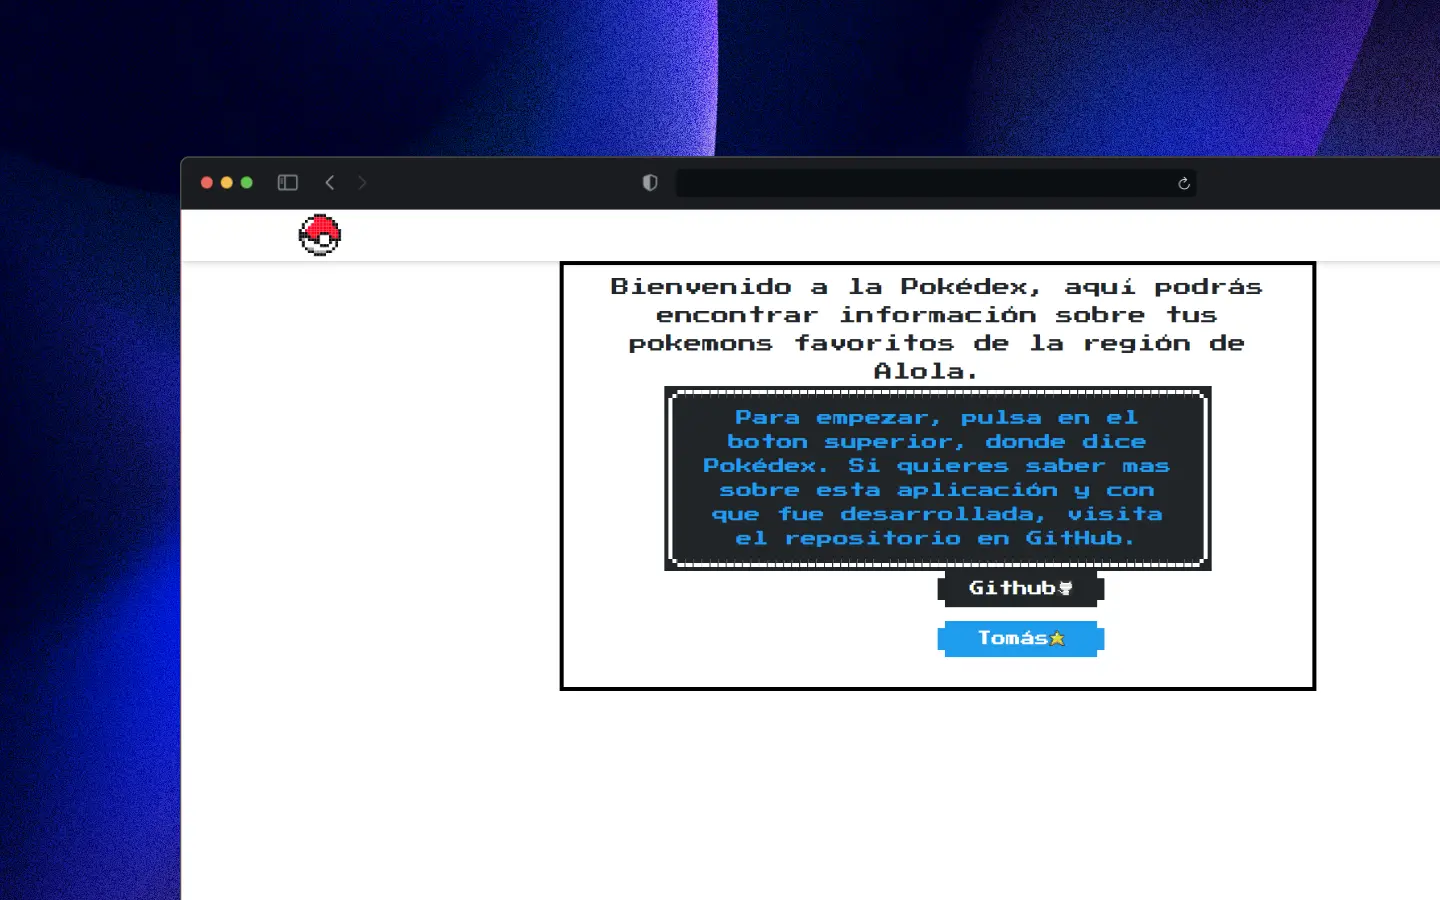 Bienvenido a la Pokédex, aquí podrás
encontrar información sobre tus
pokemons favoritos de la región de
Alola.
Para empezar, pulsa en el
boton superior, donde dice
Pokédex. Si quieres saber mas
sobre esta aplicación y con
que fue desarrollada, visita
el repositorio en GitHub.
Github
Tomás⭐